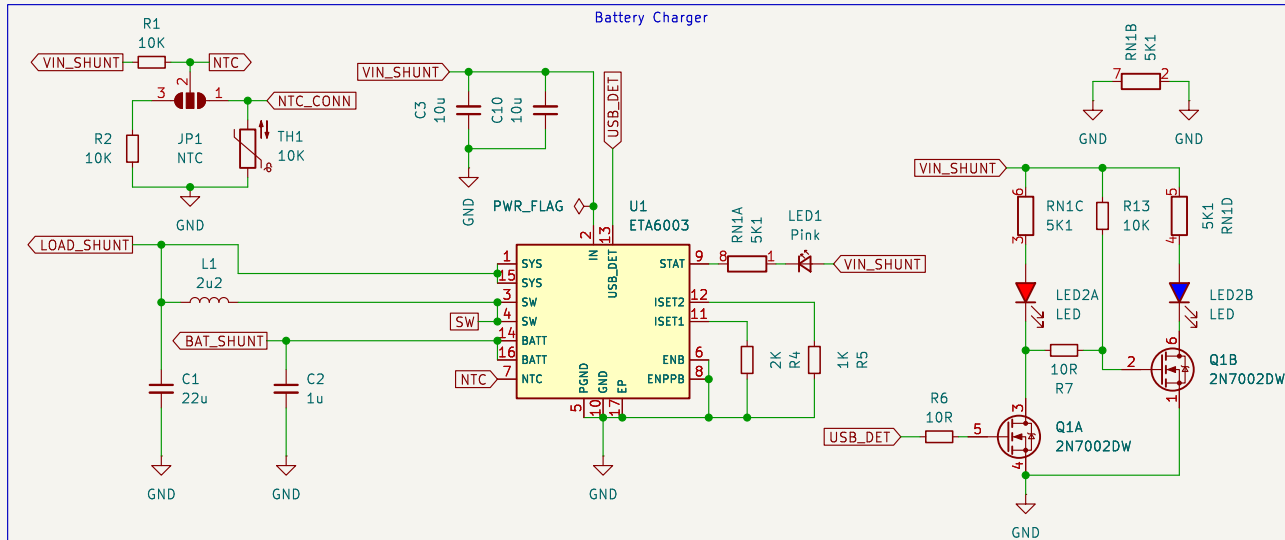 Battery Charger
R1
10K
VIN_SHUNT
NTC
2
3
1
NTC_CONN
R2
10K
JP1
NTC
TH1
10K
θ
GND
VIN_SHUNT
C3
10u
C10
10u
GND
USB_DET
PWR_FLAG
U1
ETA6003
2
13
IN
USB_DET
1
SYS
15
SYS
3
SW
4
SW
14
BATT
16
BATT
7
NTC
5
PGND
10
GND
17
EP
9
STAT
12
ISET2
11
ISET1
6
ENB
8
ENPPB
LOAD_SHUNT
L1
2u2
SW
BAT_SHUNT
NTC
C1
22u
C2
1u
GND
GND
GND
RN1A
5K1
8
1
LED1
Pink
VIN_SHUNT
2K
R4
1K
R5
RN1B
5K1
7
2
GND
GND
VIN_SHUNT
6
RN1C
5K1
3
R13
10K
5
5K1
RN1D
4
LED2A
LED
LED2B
LED
10R
R7
2
6
1
Q1B
2N7002DW
USB_DET
R6
10R
5
3
4
Q1A
2N7002DW
GND